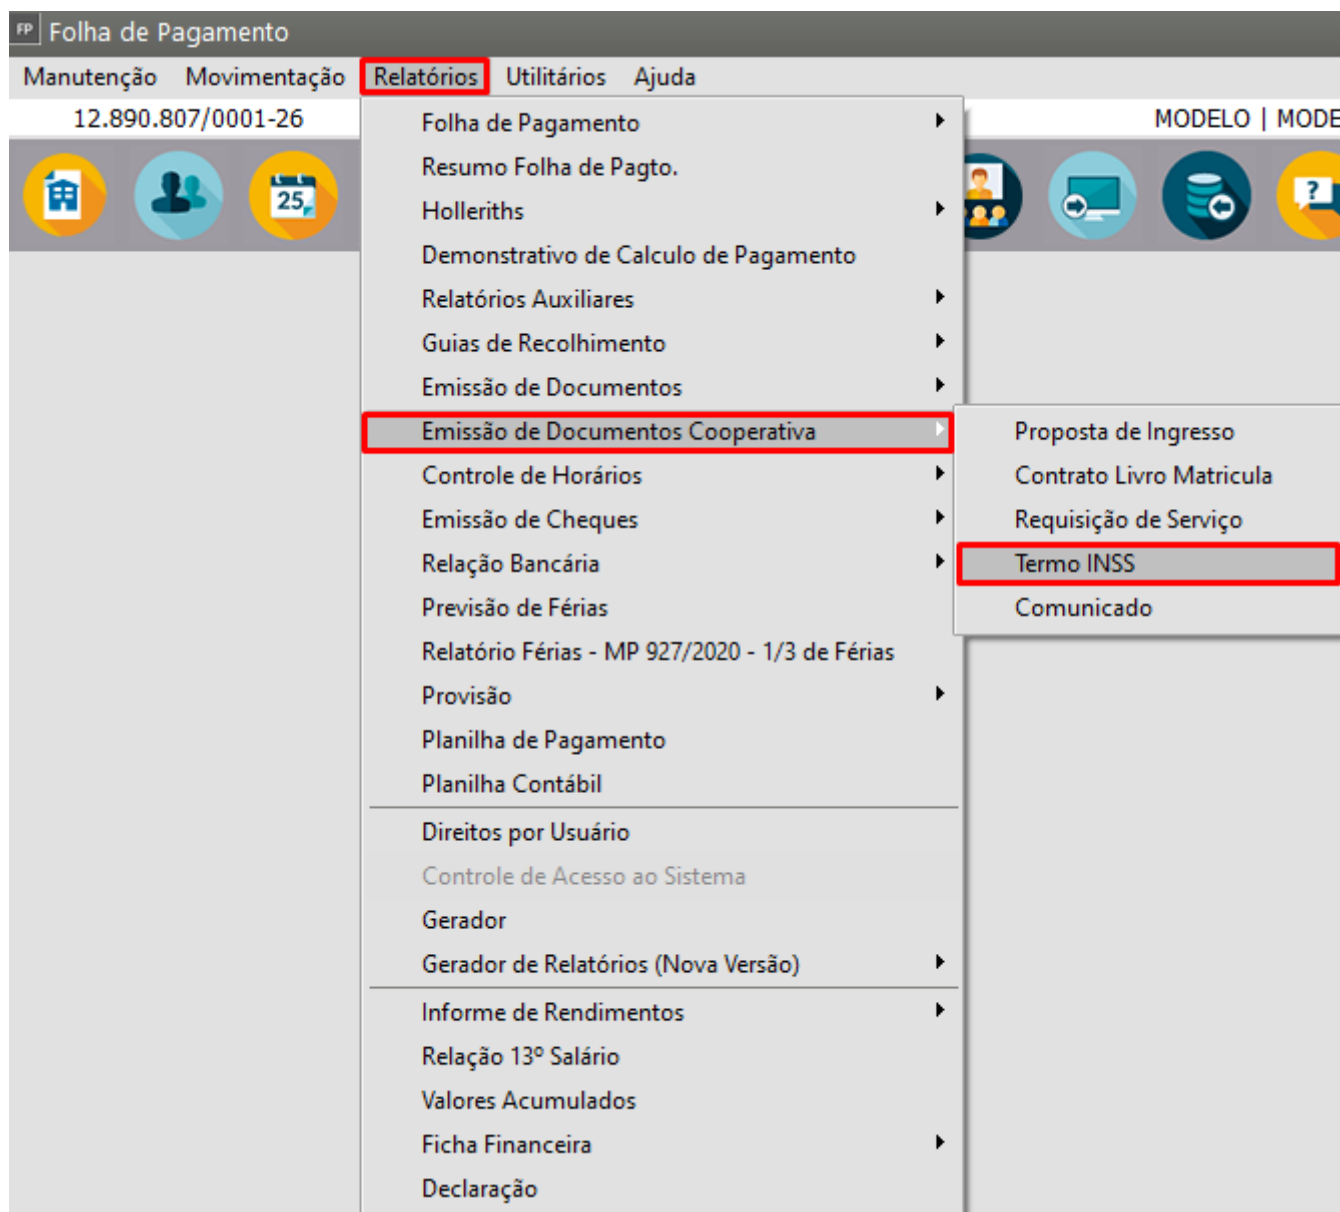 FP Folha de Pagamento
Manutenção Movimentação Relatórios Utilitários Ajuda
12.890.807/0001-26 MODELO | MODE
25
?
Folha de Pagamento
Resumo Folha de Pagto.
Holleriths
Demonstrativo de Calculo de Pagamento
Relatórios Auxiliares
Guias de Recolhimento
Emissão de Documentos
Emissão de Documentos Cooperativa
Controle de Horários
Emissão de Cheques
Relação Bancária
Previsão de Férias
Relatório Férias - MP 927/2020 - 1/3 de Férias
Provisão
Planilha de Pagamento
Planilha Contábil
Direitos por Usuário
Controle de Acesso ao Sistema
Gerador
Gerador de Relatórios (Nova Versão)
Informe de Rendimentos
Relação 13º Salário
Valores Acumulados
Ficha Financeira
Declaração
Proposta de Ingresso
Contrato Livro Matricula
Requisição de Serviço
Termo INSS
Comunicado